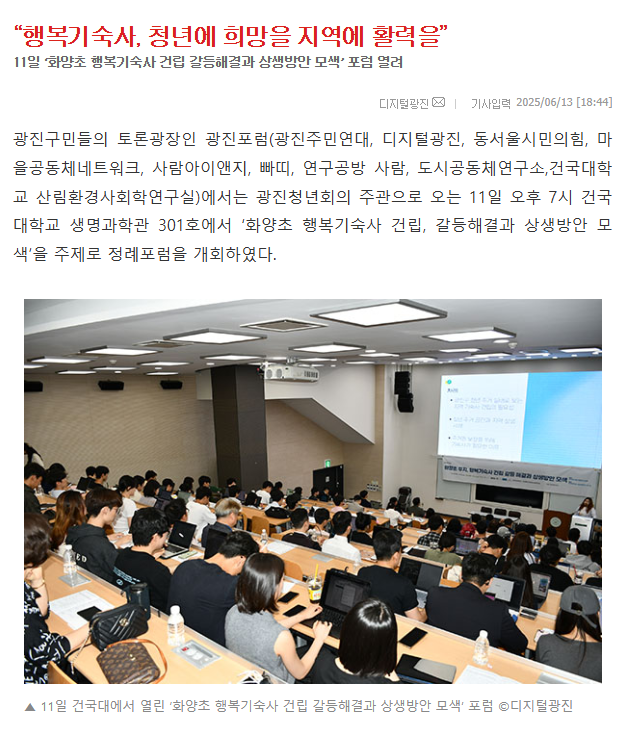 “행복기숙사, 청년에 희망을 지역에 활력을”
11일 ‘화양초 행복기숙사 건립 갈등해결과 상생방안 모색’ 포럼 열려
디지털광진 | 기사입력 2025/06/13 [18:44]
광진구민들의 토론광장인 광진포럼(광진주민연대, 디지털광진, 동서울시민의힘, 마
을공동체네트워크, 사람아이앤지, 빠띠, 연구공방 사람, 도시공동체연구소,건국대학
교 산림환경사회학연구실)에서는 광진청년회의 주관으로 오는 11일 오후 7시 건국
대학교 생명과학관 301호에서 ‘화양초 행복기숙사 건립, 갈등해결과 상생방안 모
색’을 주제로 정례포럼을 개회하였다.
행복기숙사 건립 갈등 해결과 상생방안 모색
▲ 11일 건국대에서 열린 ‘화양초 행복기숙사 건립 갈등해결과 상생방안 모색’ 포럼 ©디지털광진